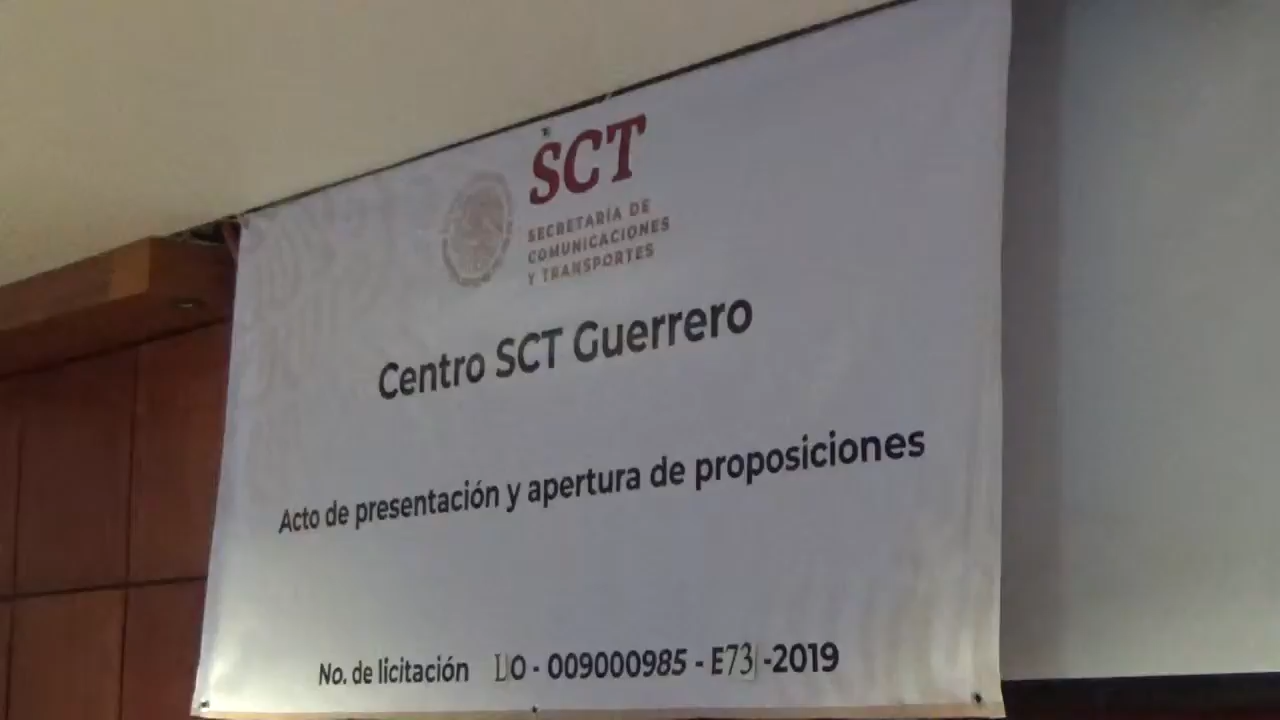 SCT
SECRETARÍA DE
COMUNICACIONES
Y TRANSPORTES
Centro SCT Guerrero
Acto de presentación y apertura de proposiciones
No. de licitación LO - 009000985 - E73 -2019